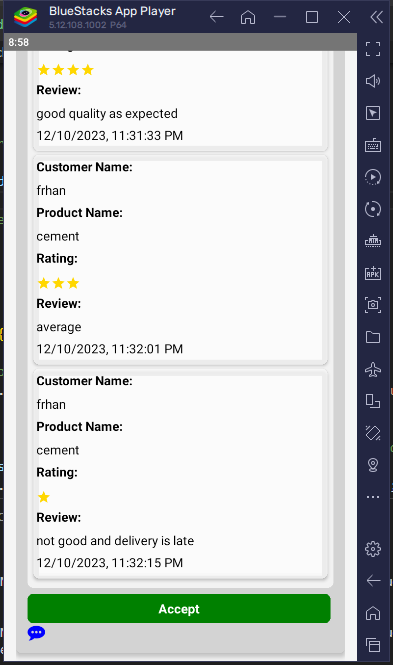 BlueStacks App Player
5.12.108.1002 P64
8:58
Review:
good quality as expected
12/10/2023, 11:31:33 PM
Customer Name:
frhan
Product Name:
cement
Rating:
Review:
average
12/10/2023, 11:32:01 PM
Customer Name:
frhan
Product Name:
cement
Rating:
Review:
not good and delivery is late
12/10/2023, 11:32:15 PM
Accept